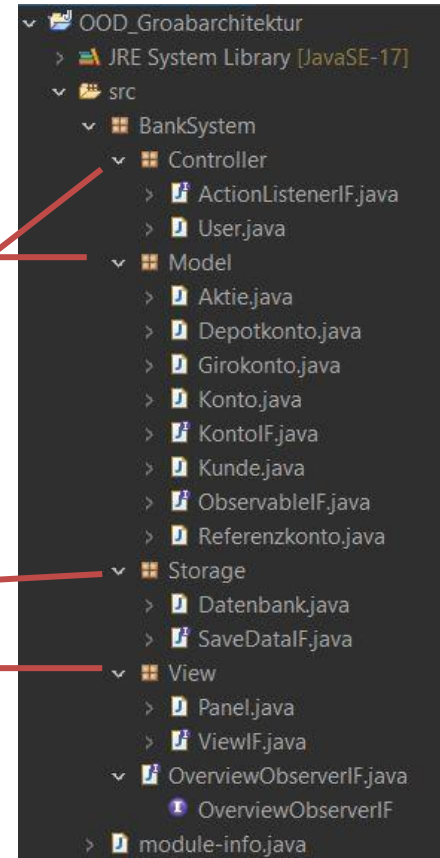 OOD_Groabarchitektur
JRE System Library [JavaSE-17]
src
BankSystem
Controller
ActionListenerIF.java
User.java
Model
Aktie.java
Depotkonto.java
Girokonto.java
Konto.java
KontoIF.java
Kunde.java
ObservableIF.java
Referenzkonto.java
Storage
Datenbank.java
SaveDataIF.java
View
Panel.java
ViewIF.java
OverviewObserverIF.java
OverviewObserverIF
module-info.java